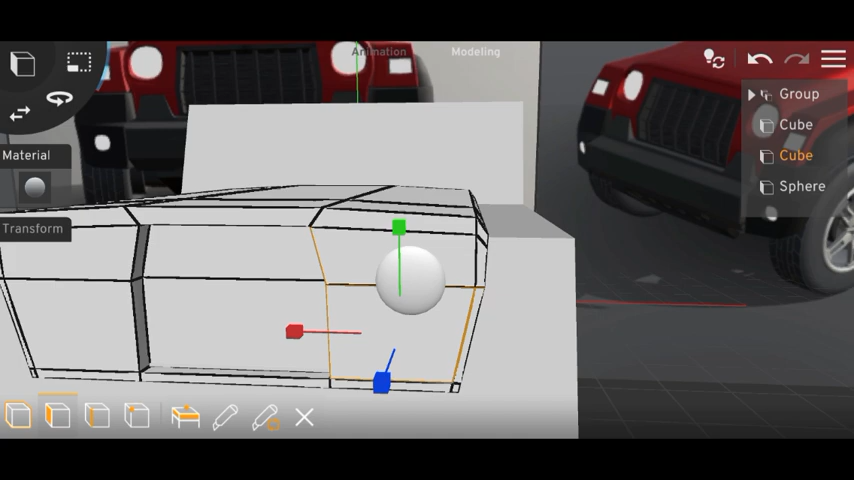 Animation
Modeling
Group
Cube
Material
Cube
Sphere
Transform